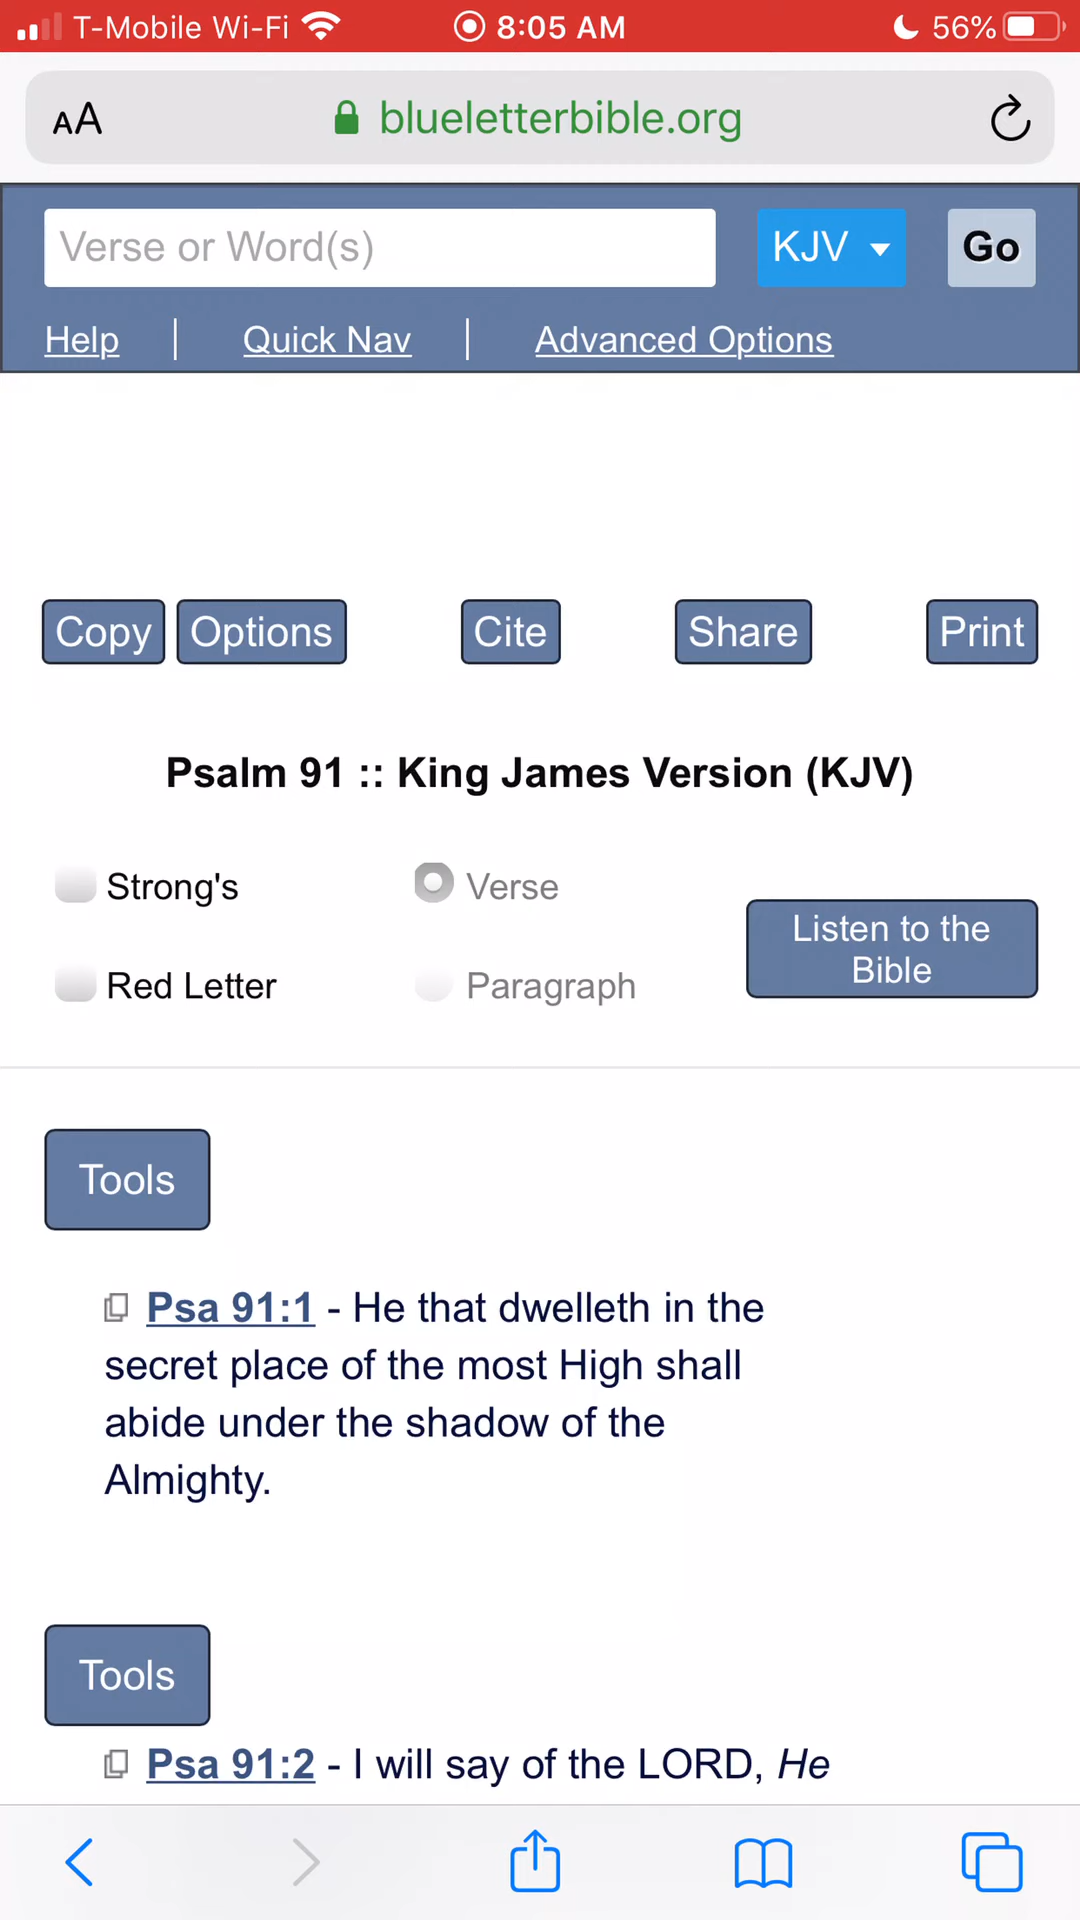 T-Mobile Wi-Fi 8:05 AM 56%
AA blueletterbible.org
Verse or Word(s) KJV Go
Help | Quick Nav | Advanced Options
Copy Options Cite Share Print
Psalm 91 :: King James Version (KJV)
Strong's Verse
Listen to the
Bible
Red Letter Paragraph
Tools
Psa 91:1 - He that dwelleth in the
secret place of the most High shall
abide under the shadow of the
Almighty.
Tools
Psa 91:2 - I will say of the LORD, He